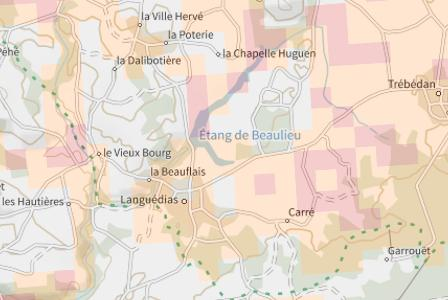 la Ville Hervé
la Poterie
la Chapelle Huguen
la Dalibotière
Trébédan
Étang de Beaulieu
le Vieux Bourg
la Beauflais
les Hautières
Languédias
Carré
Garrouët